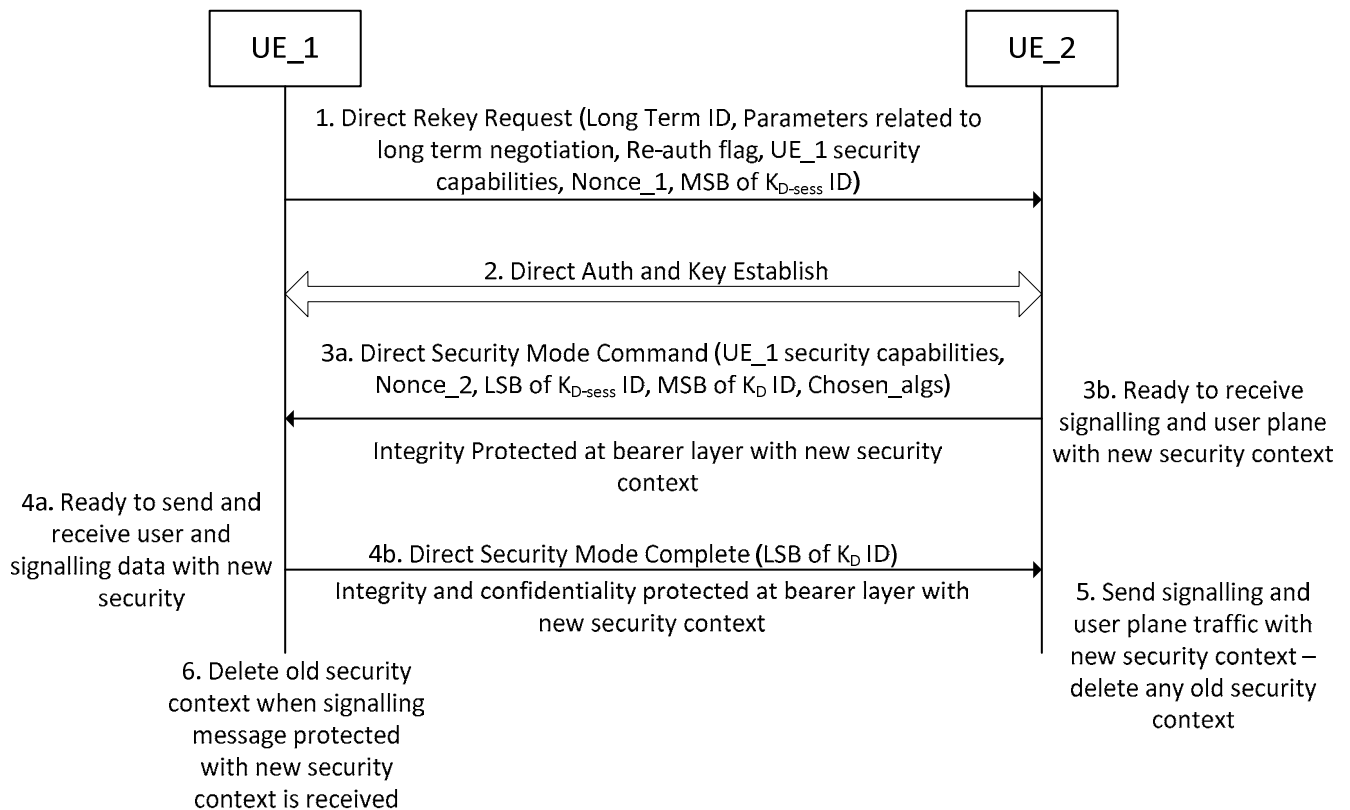 UE_1
UE_2
1. Direct Rekey Request (Long Term ID, Parameters related to
long term negotiation, Re-auth flag, UE_1 security
capabilities, Nonce_1, MSB of KD-sess ID)
2. Direct Auth and Key Establish
3a. Direct Security Mode Command (UE_1 security capabilities,
Nonce_2, LSB of KD-sess ID, MSB of KD ID, Chosen_algs)
Integrity Protected at bearer layer with new security
context
3b. Ready to receive
signalling and user plane
with new security context
4a. Ready to send and
receive user and
signalling data with new
security
4b. Direct Security Mode Complete (LSB of KD ID)
Integrity and confidentiality protected at bearer layer with
new security context
5. Send signalling and
user plane traffic with
new security context –
delete any old security
context
6. Delete old security
context when signalling
message protected
with new security
context is received